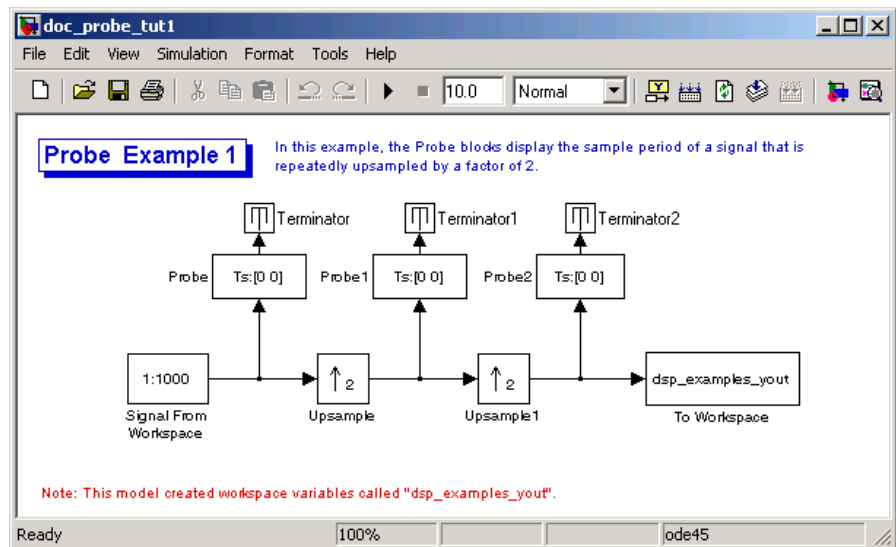 doc_probe_tut1
File Edit View Simulation Format Tools Help
10.0 Normal
Probe Example 1
In this example, the Probe blocks display the sample period of a signal that is
repeatedly upsampled by a factor of 2.
Terminator Terminator1 Terminator2
Probe Ts:[0 0] Probe1 Ts:[0 0] Probe2 Ts:[0 0]
1:1000 ↑2 ↑2 dsp_examples_yout
Signal From
Workspace
Upsample Upsample1 To Workspace
Note: This model created workspace variables called "dsp_examples_yout".
Ready 100% ode45